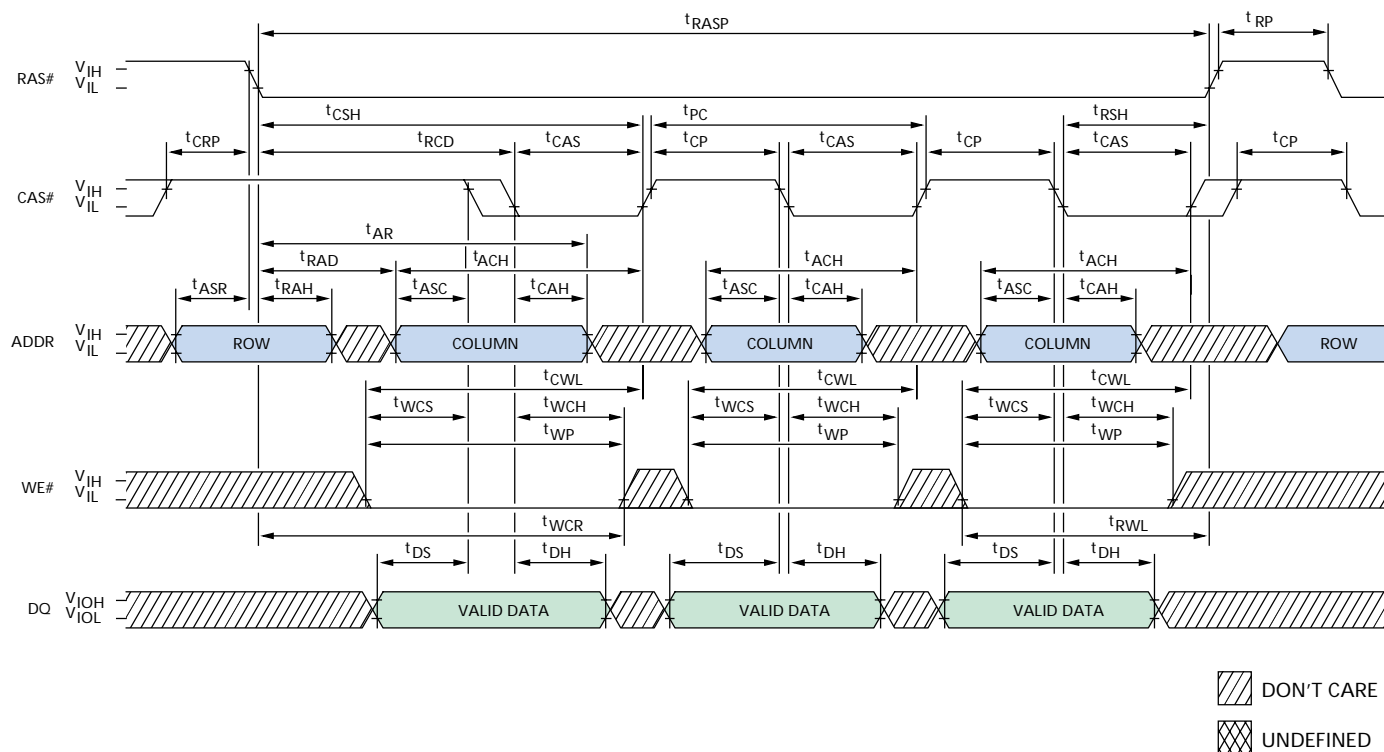 tRASP tRP
RAS# VIH
VIL
tCSH tPC tRSH
tCRP tRCD tCAS tCP tCAS tCP tCAS tCP
CAS# VIH
VIL
tAR
tRAD tACH tACH tACH
tASR tRAH tASC tCAH tASC tCAH tASC tCAH
ADDR VIH
VIL
ROW COLUMN COLUMN COLUMN ROW
tCWL tCWL tCWL
tWCS tWCH tWCS tWCH tWCS tWCH
tWP tWP tWP
WE# VIH
VIL
tWCR tRWL
tDS tDH tDS tDH tDS tDH
DQ VIOH
VIOL
VALID DATA VALID DATA VALID DATA
DON'T CARE
UNDEFINED